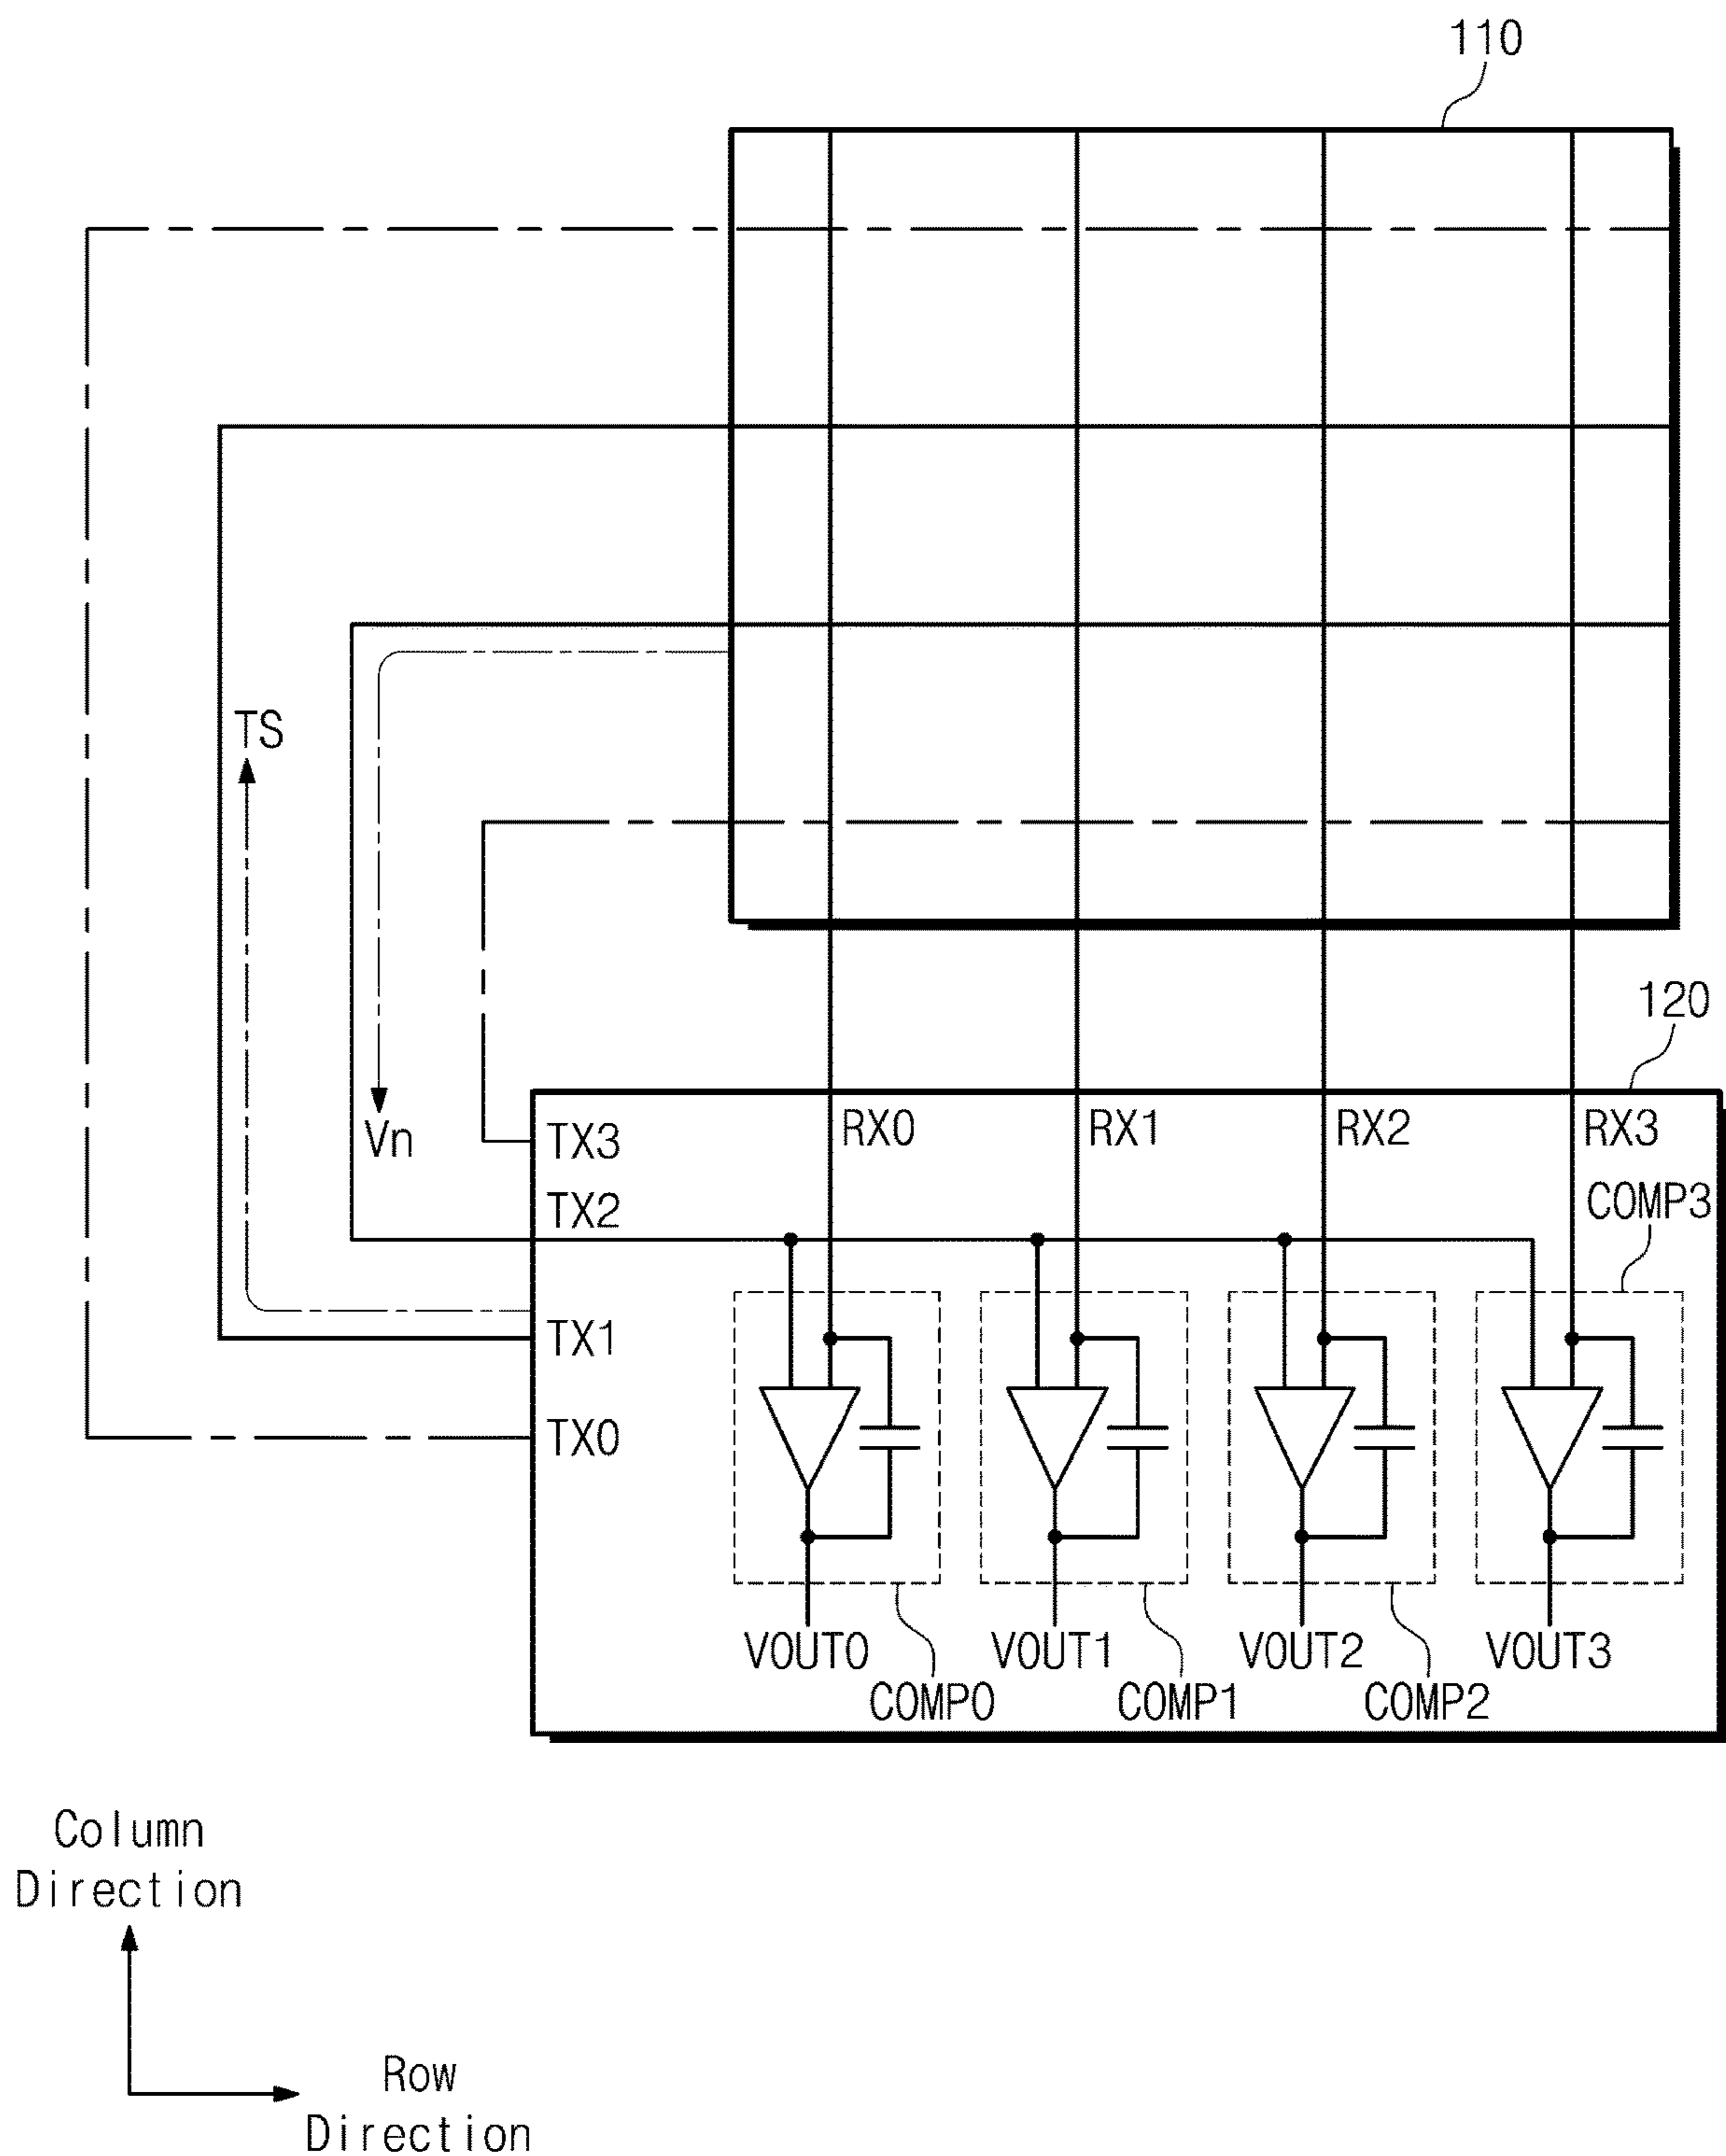 110
TS
Vn
120
TX3
RX0
RX1
RX2
RX3
TX2
COMP3
TX1
TX0
VOUT0
VOUT1
VOUT2
VOUT3
COMP0
COMP1
COMP2
Column
Direction
Row
Direction